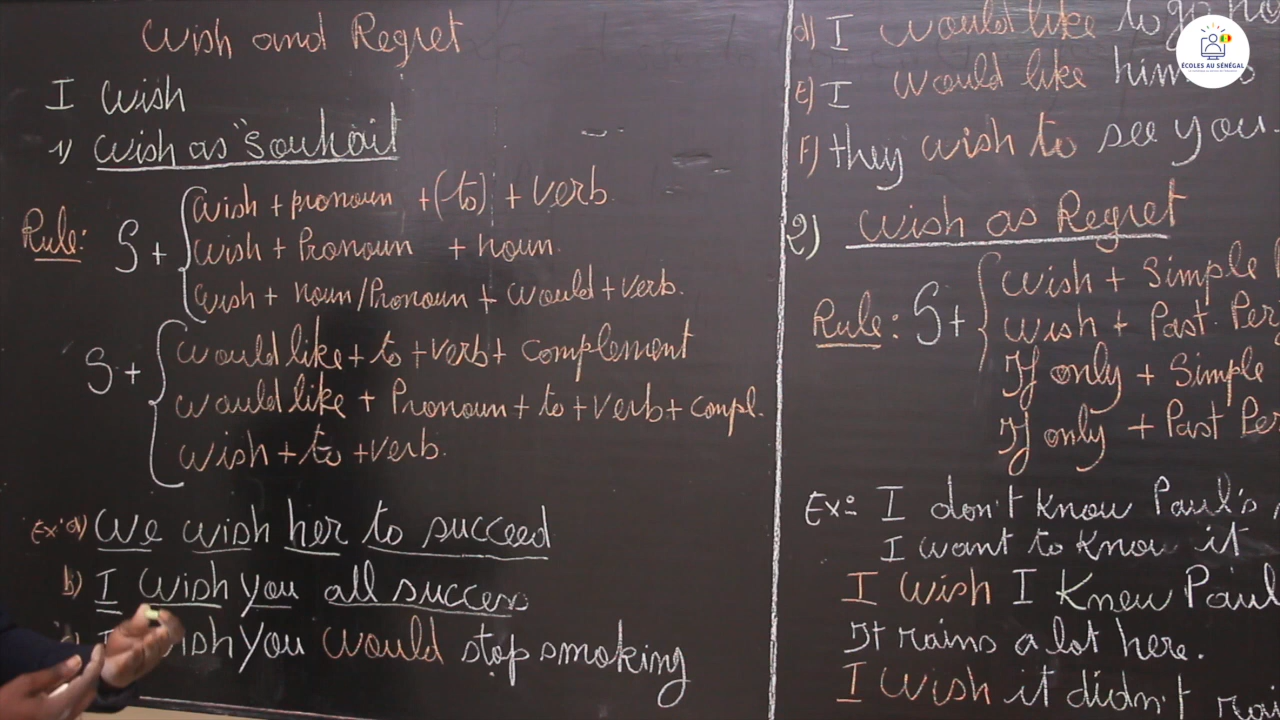 Wish and Regret
I Wish
1) Wish as "Souhait
Rule: S + Wish + pronoun + (to) + verb
Wish + Pronoun + noun.
Wish + noun/Pronoun + would + verb.
S + would like + to + verb + complement
would like + Pronoun + to + verb + compl.
wish + to + verb.
Ex: a) We wish her to succeed
b) I wish you all success
wish you would stop smoking
d) I would like to go
e) I would like him
F) they wish to see you.
2) Wish as Regret
Rule: S + Wish + Simple
Wish + Past
If only + Simple
If only + Past
Ex: I don't know Paul's
I want to know it
I Wish I Knew Paul
It rains a lot here.
I Wish it didn't
ÉCOLES AU SÉNÉGAL